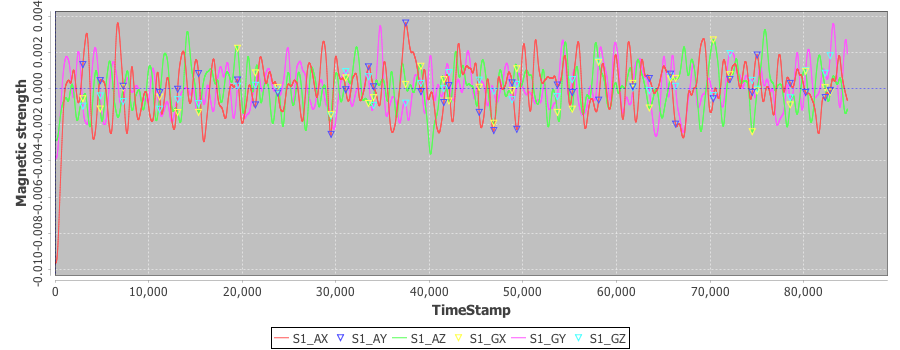 Magnetic strength
0.004
0.002
0.000
-0.002
-0.004
-0.006
-0.008
-0.010
0 10,000 20,000 30,000 40,000 50,000 60,000 70,000 80,000
TimeStamp
S1_AX S1_AY S1_AZ S1_GX S1_GY S1_GZ